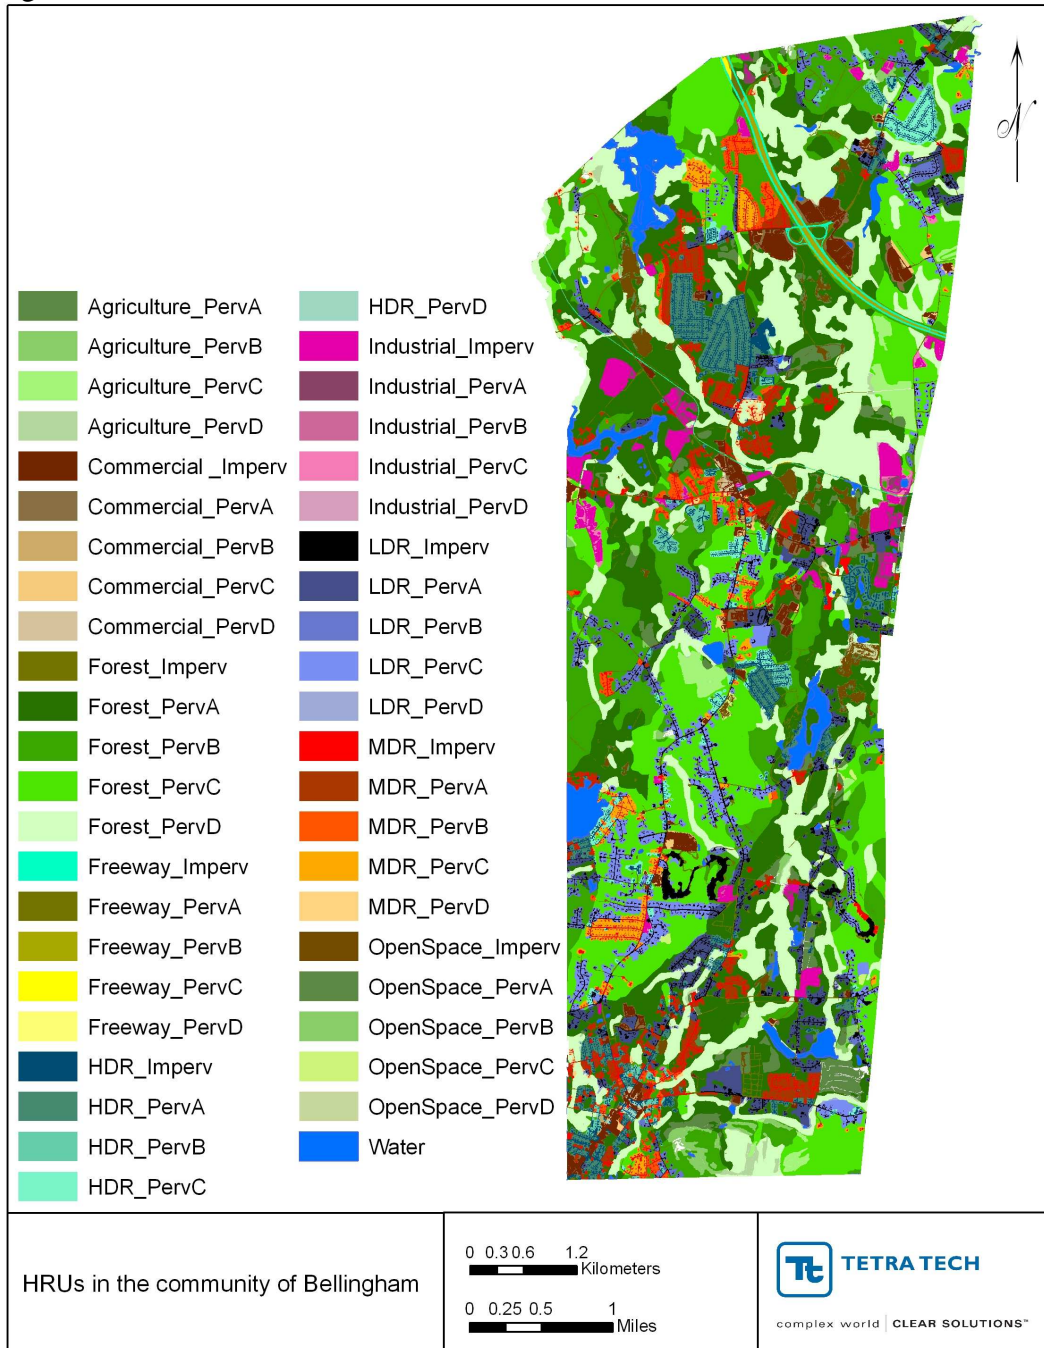 N
Agriculture_PervA
Agriculture_PervB
Agriculture_PervC
Agriculture_PervD
Commercial _Imperv
Commercial_PervA
Commercial_PervB
Commercial_PervC
Commercial_PervD
Forest_Imperv
Forest_PervA
Forest_PervB
Forest_PervC
Forest_PervD
Freeway_Imperv
Freeway_PervA
Freeway_PervB
Freeway_PervC
Freeway_PervD
HDR_Imperv
HDR_PervA
HDR_PervB
HDR_PervC
HDR_PervD
Industrial_Imperv
Industrial_PervA
Industrial_PervB
Industrial_PervC
Industrial_PervD
LDR_Imperv
LDR_PervA
LDR_PervB
LDR_PervC
LDR_PervD
MDR_Imperv
MDR_PervA
MDR_PervB
MDR_PervC
MDR_PervD
OpenSpace_Imperv
OpenSpace_PervA
OpenSpace_PervB
OpenSpace_PervC
OpenSpace_PervD
Water
HRUs in the community of Bellingham
0 0.3 0.6 1.2
Kilometers
0 0.25 0.5 1
Miles
Tt TETRA TECH
complex world | CLEAR SOLUTIONS™